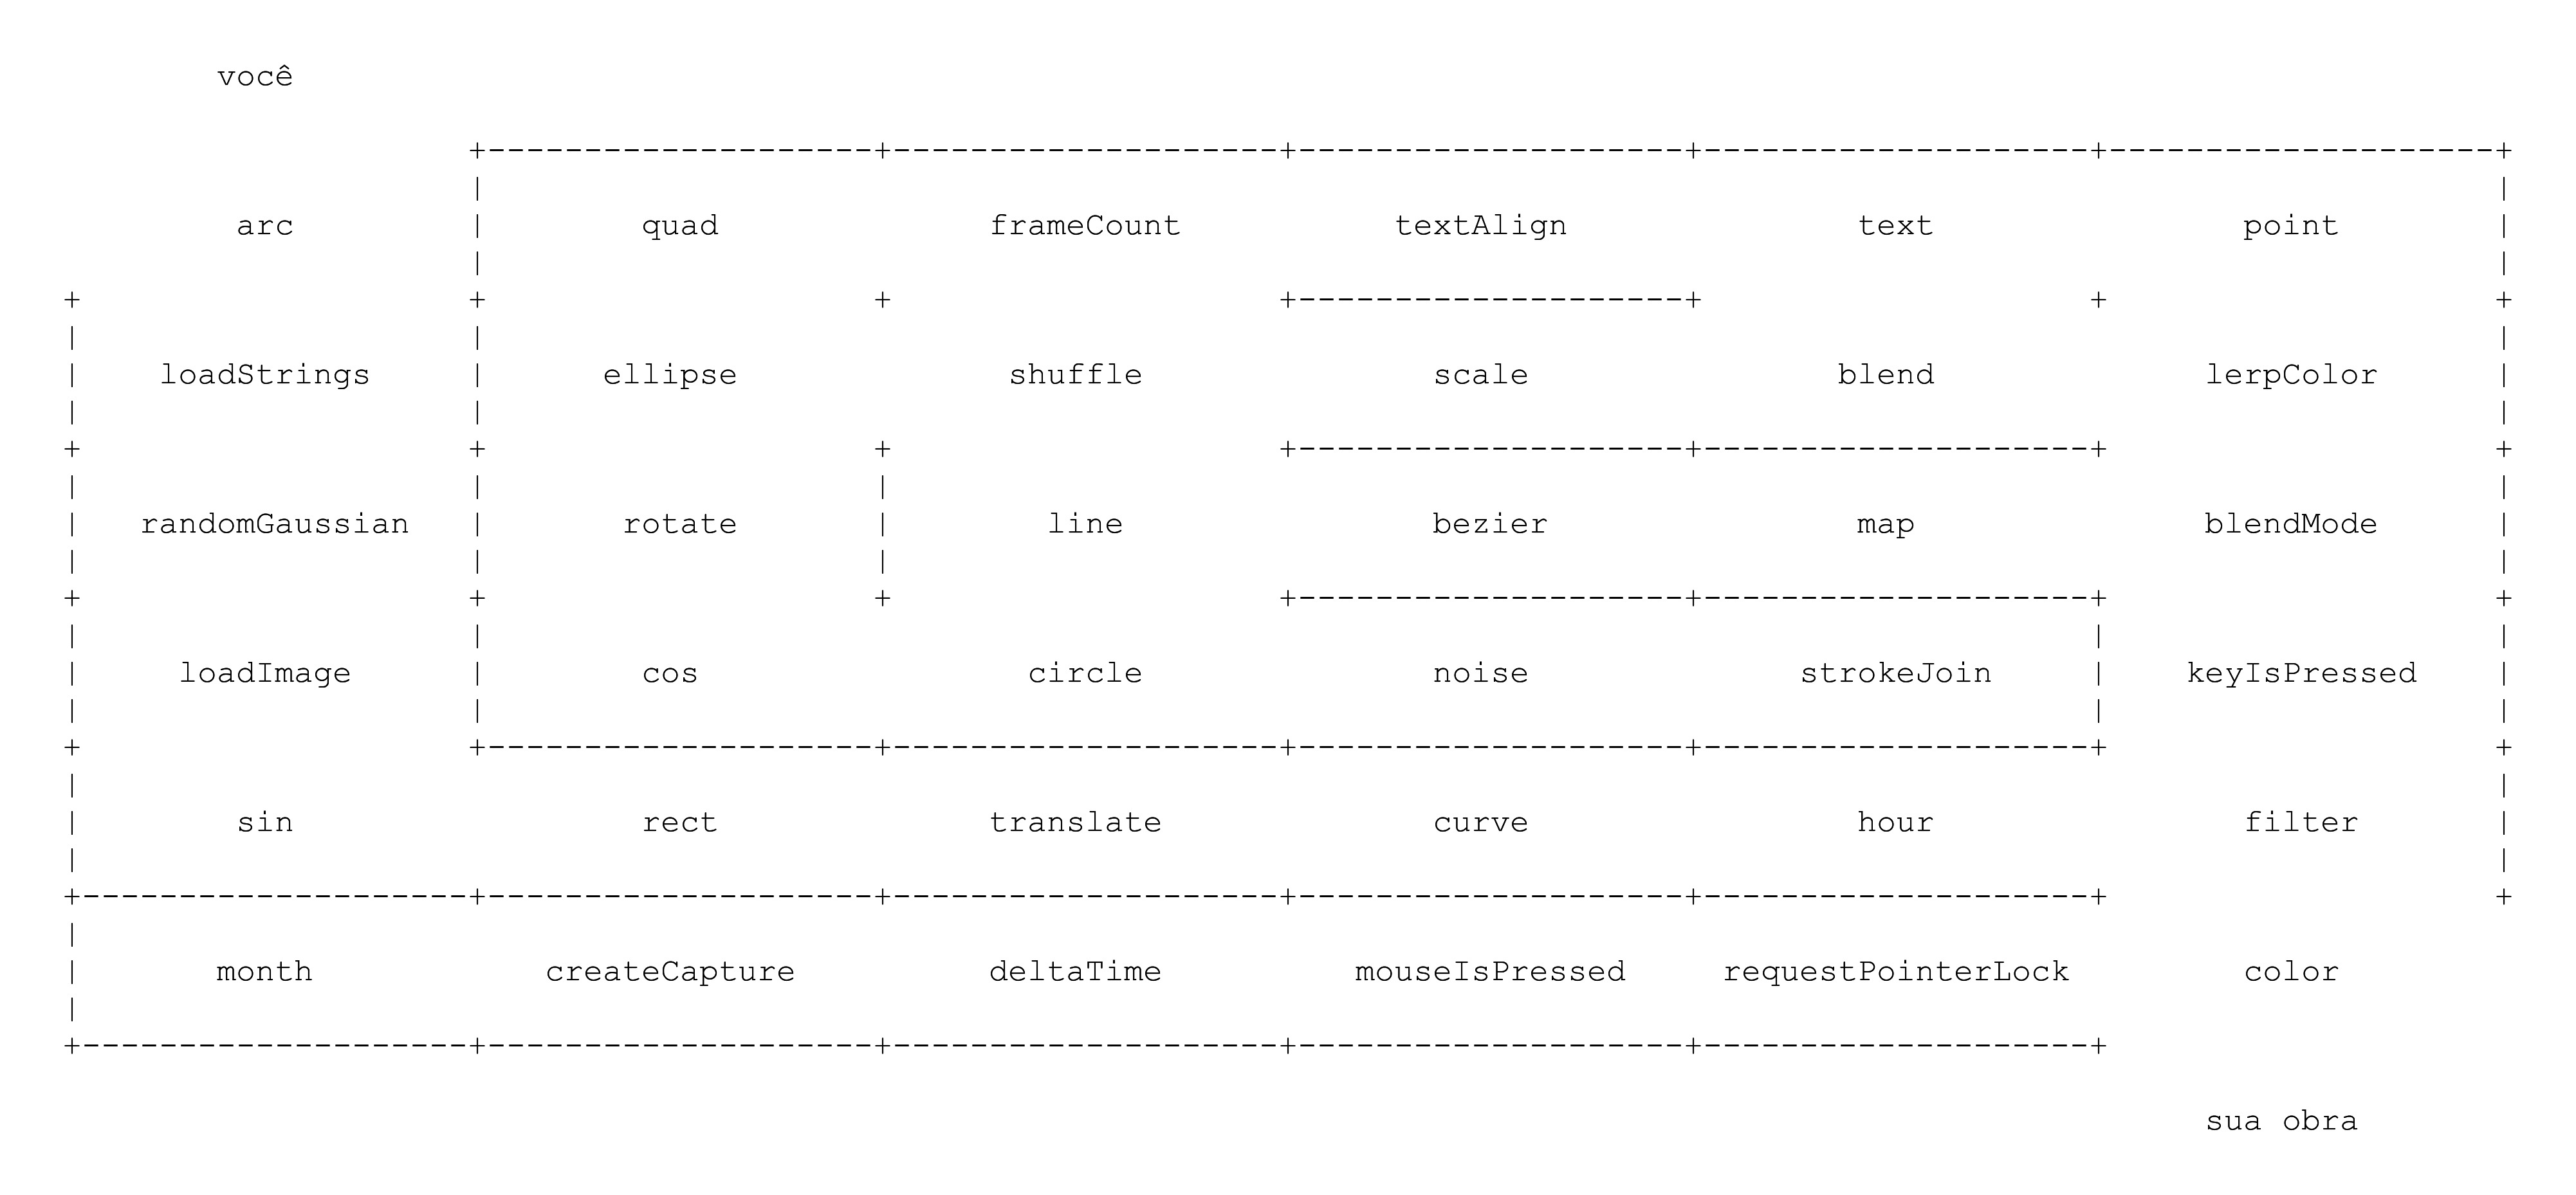 você
arc quad frameCount textAlign text point
loadStrings ellipse shuffle scale blend lerpColor
randomGaussian rotate line bezier map blendMode
loadImage cos circle noise strokeJoin keyIsPressed
sin rect translate curve hour filter
month createCapture deltaTime mouseIsPressed requestPointerLock color
sua obra